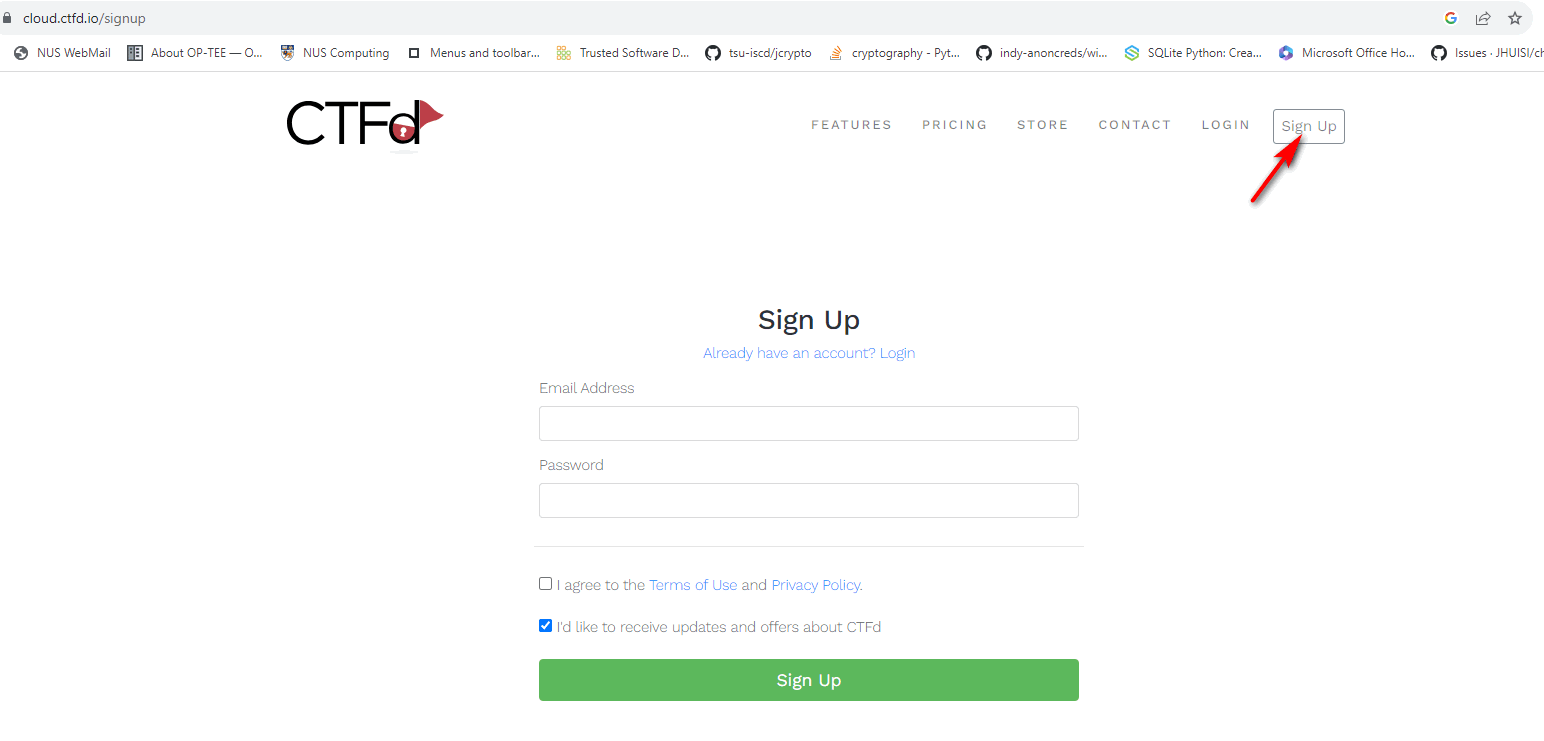 cloud.ctfd.io/signup
NUS WebMail About OP-TEE — O... NUS Computing Menus and toolbar... Trusted Software D... tsu-iscd/jcrypto cryptography - Pyt... indy-anoncreds/wi... SQLite Python: Crea... Microsoft Office Ho... Issues · JHUISI/ch
CTFd FEATURES PRICING STORE CONTACT LOGIN Sign Up
Sign Up
Already have an account? Login
Email Address
Password
I agree to the Terms of Use and Privacy Policy.
I'd like to receive updates and offers about CTFd
Sign Up